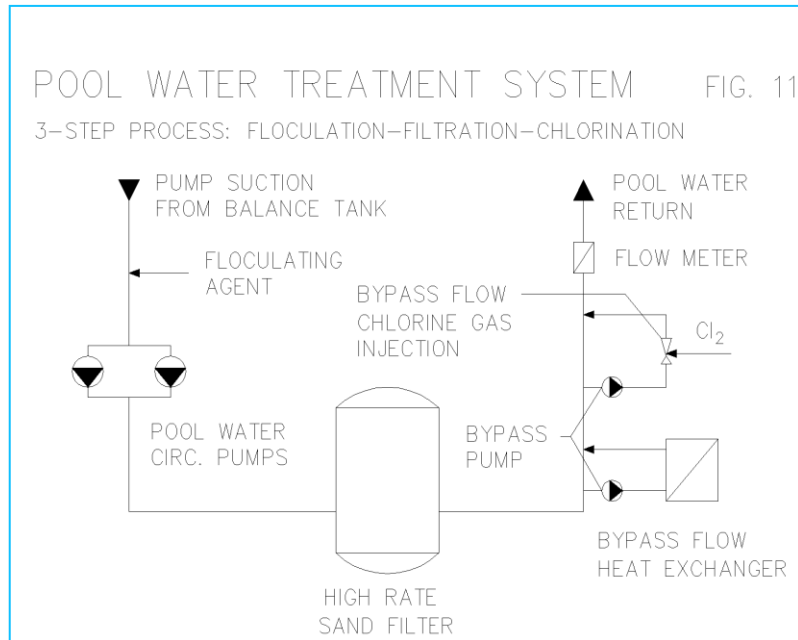 POOL WATER TREATMENT SYSTEM FIG. 11
3-STEP PROCESS: FLOCULATION-FILTRATION-CHLORINATION
PUMP SUCTION
FROM BALANCE TANK
POOL WATER
RETURN
FLOCULATING
AGENT
FLOW METER
BYPASS FLOW
CHLORINE GAS
INJECTION
Cl₂
POOL WATER
CIRC. PUMPS
BYPASS
PUMP
BYPASS FLOW
HEAT EXCHANGER
HIGH RATE
SAND FILTER